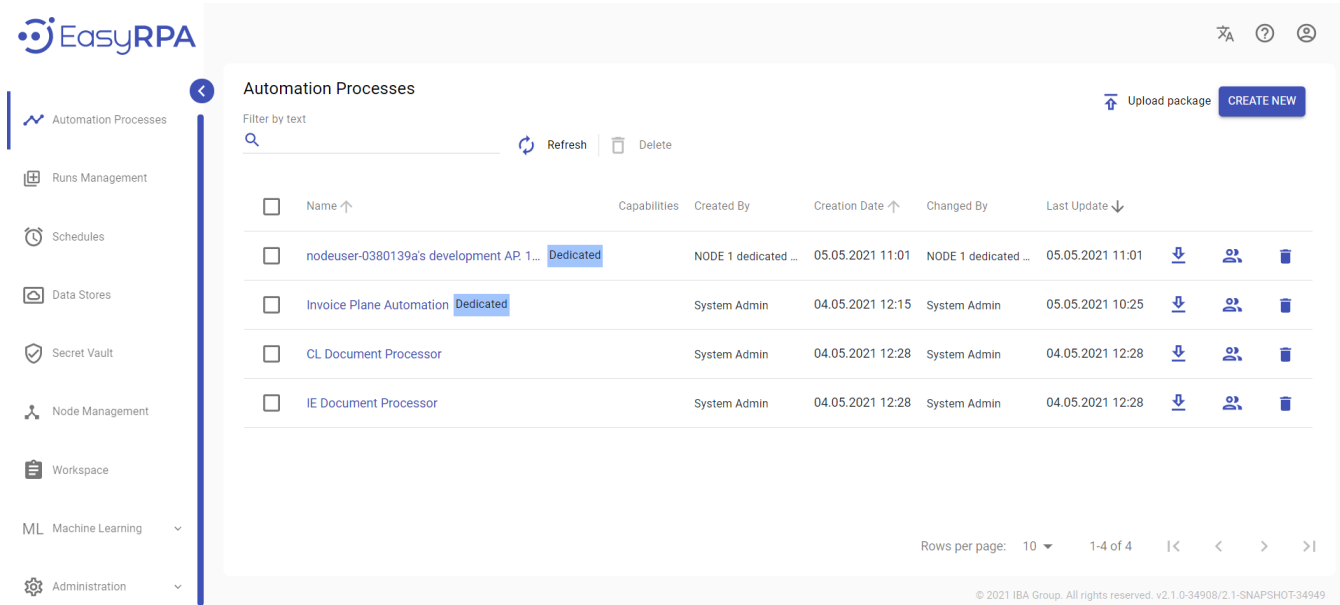 EasyRPA
Automation Processes
Upload package
CREATE NEW
Filter by text
Refresh
Delete
Automation Processes
Runs Management
Schedules
Data Stores
Secret Vault
Node Management
Workspace
ML Machine Learning
Administration
Name Capabilities Created By Creation Date Changed By Last Update
nodeuser-0380139a's development AP. 1... Dedicated NODE 1 dedicated ... 05.05.2021 11:01 NODE 1 dedicated ... 05.05.2021 11:01
Invoice Plane Automation Dedicated System Admin 04.05.2021 12:15 System Admin 05.05.2021 10:25
CL Document Processor System Admin 04.05.2021 12:28 System Admin 04.05.2021 12:28
IE Document Processor System Admin 04.05.2021 12:28 System Admin 04.05.2021 12:28
Rows per page: 10 1-4 of 4
© 2021 IBA Group. All rights reserved. v2.1.0-34908/2.1-SNAPSHOT-34949